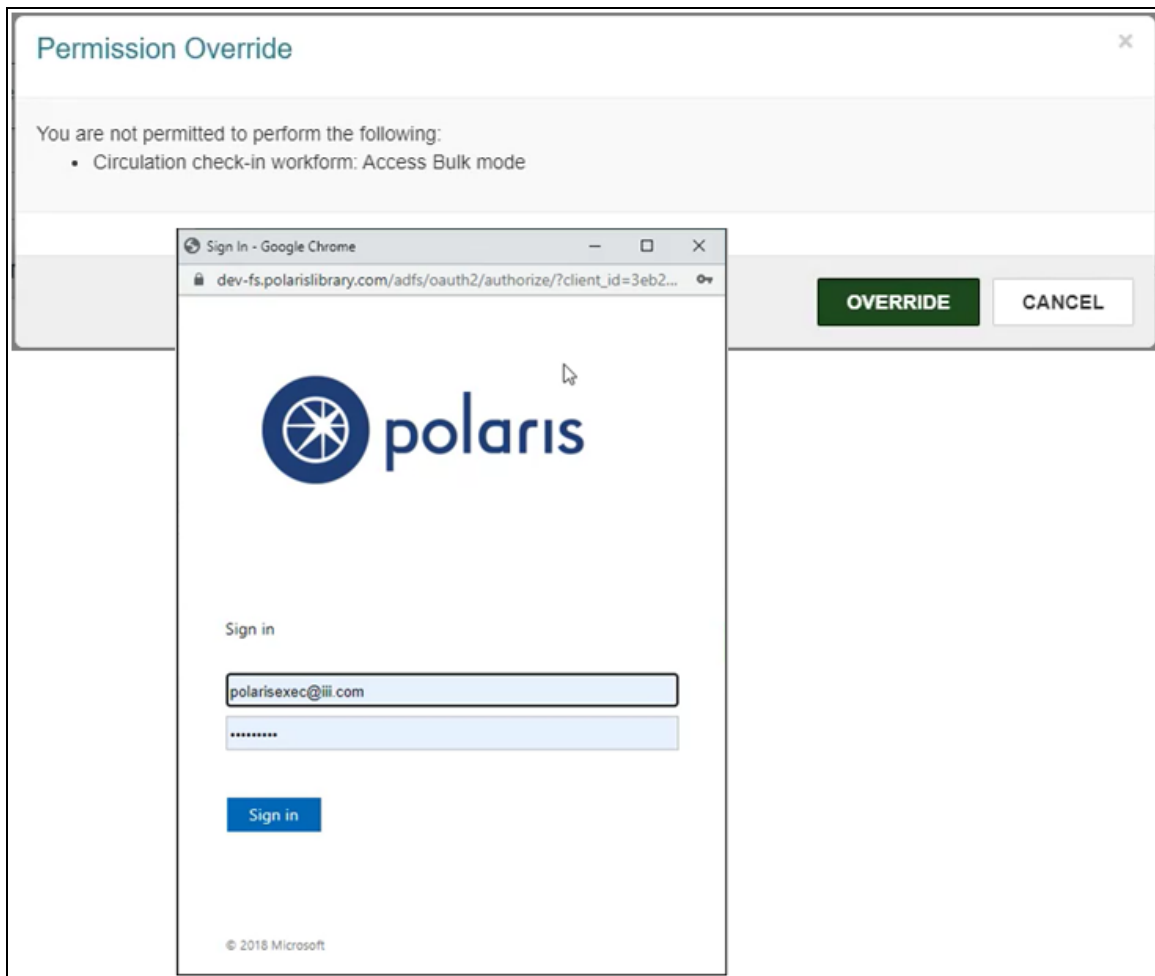 Permission Override
×
You are not permitted to perform the following:
• Circulation check-in workform: Access Bulk mode
Sign In - Google Chrome
dev-fs.polarislibrary.com/adfs/oauth2/authorize/?client_id=3eb2...
OVERRIDE
CANCEL
polaris
Sign in
polarisexec@iii.com
•••••••••
Sign in
© 2018 Microsoft